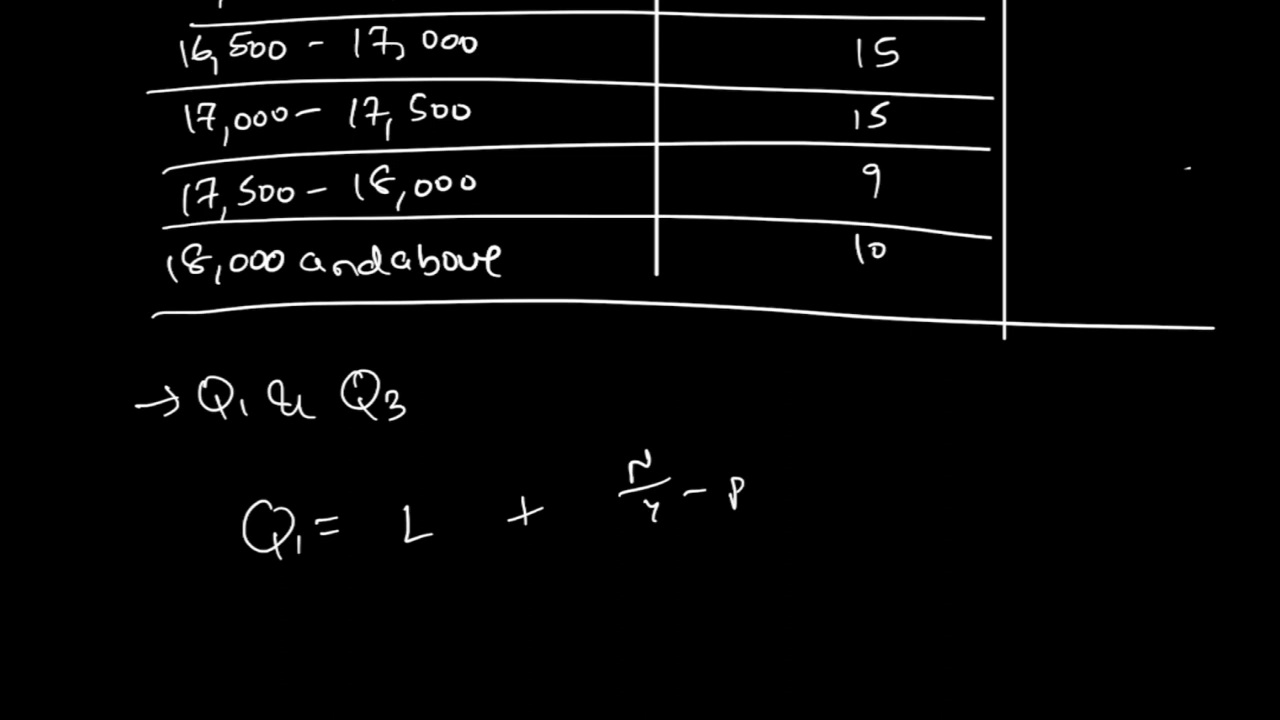 16,500 - 17,000 15
17,000 - 17,500 15
17,500 - 18,000 9
18,000 and above 10
→ Q₁ & Q₃
Q₁ = L + N/4 - P